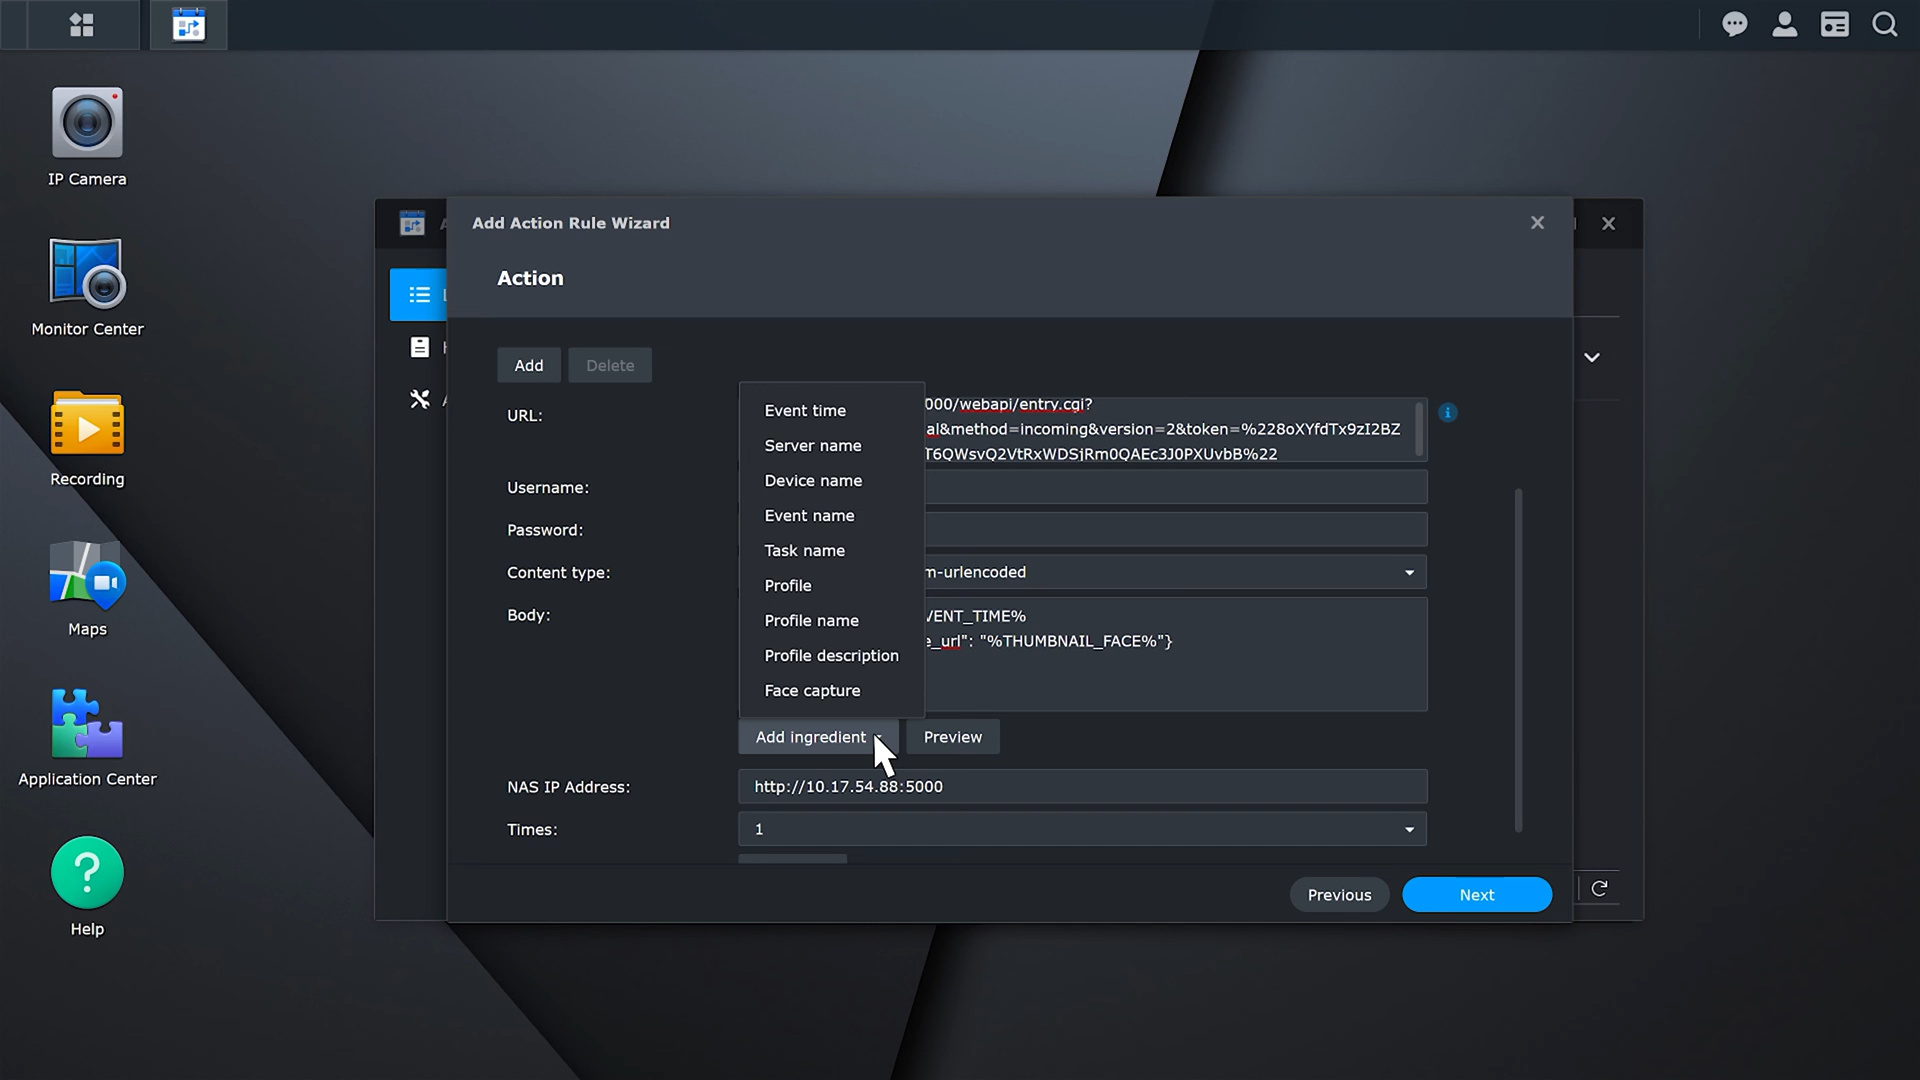 IP Camera
Monitor Center
Recording
Maps
Application Center
Help
Add Action Rule Wizard
Action
Add
Delete
URL:
000/webapi/entry.cgi?
al&method=incoming&version=2&token=%228oXYfdTx9zI2BZ
T6QWsvQ2VtRxWDSjRm0QAEc3J0PXUvbB%22
Username:
Password:
Content type:
m-urlencoded
Body:
VENT_TIME%
e_url": "%THUMBNAIL_FACE%"}
Event time
Server name
Device name
Event name
Task name
Profile
Profile name
Profile description
Face capture
Add ingredient
Preview
NAS IP Address:
http://10.17.54.88:5000
Times:
1
Previous
Next